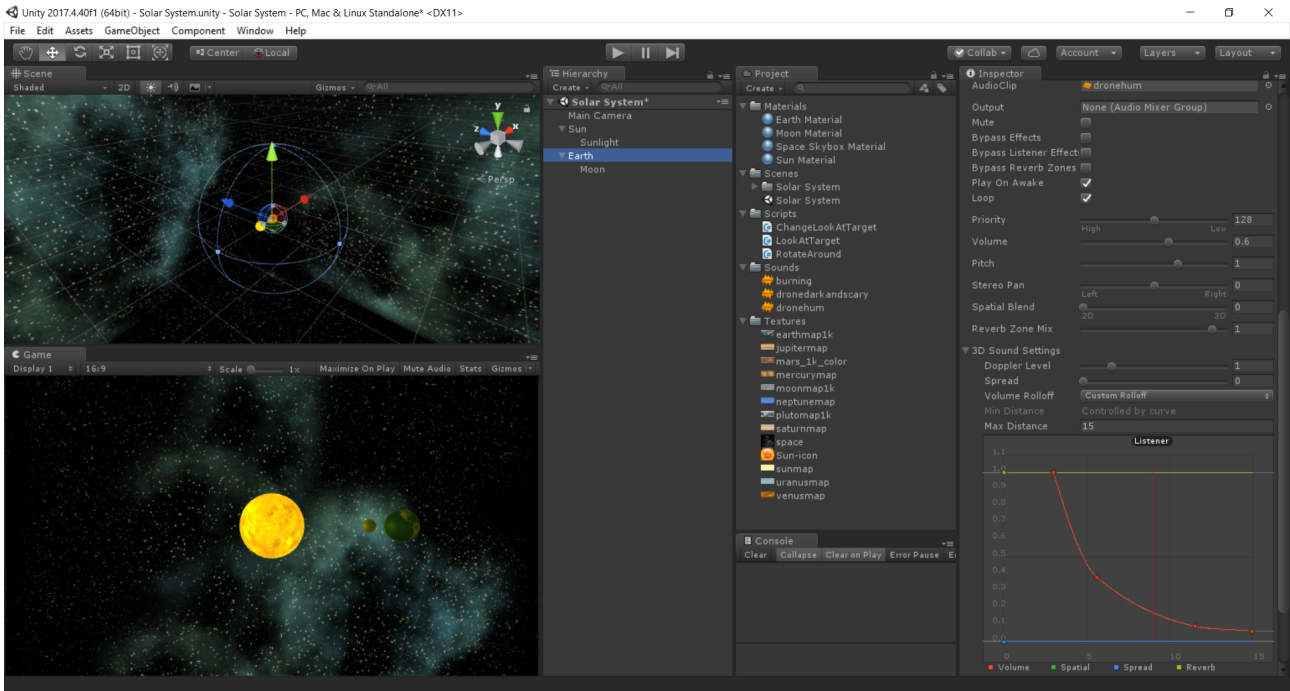 Unity 2017.4.40f1 (64bit) - Solar System.unity - Solar System - PC, Mac & Linux Standalone* <DX11>
File Edit Assets GameObject Component Window Help
Center Local Collab Account Layers Layout
Scene
Shaded 2D Gizmos All
y
z x
Persp
Game
Display 1 16:9 Scale 1x Maximize On Play Mute Audio Stats Gizmos
Hierarchy
Create All
Solar System*
Main Camera
Sun
Sunlight
Earth
Moon
Project
Create
Materials
Earth Material
Moon Material
Space Skybox Material
Sun Material
Scenes
Solar System
Solar System
Scripts
ChangeLookAtTarget
LookAtTarget
RotateAround
Sounds
burning
dronedarkandscary
dronehum
Textures
earthmap1k
jupitermap
mars_1k_color
mercurymap
moonmap1k
neptunemap
plutomap1k
saturnmap
space
Sun-icon
sunmap
uranusmap
venusmap
Console
Clear Collapse Clear on Play Error Pause
Inspector
AudioClip dronehum
Output None (Audio Mixer Group)
Mute
Bypass Effects
Bypass Listener Effect
Bypass Reverb Zones
Play On Awake
Loop
Priority 128
High Low
Volume 0.6
Pitch 1
Stereo Pan 0
Left Right
Spatial Blend 0
2D 3D
Reverb Zone Mix 1
3D Sound Settings
Doppler Level 1
Spread 0
Volume Rolloff Custom Rolloff
Min Distance Controlled by curve
Max Distance 15
Listener
1.1
1.0
0.9
0.8
0.7
0.6
0.5
0.4
0.3
0.2
0.1
0.0
0 5 10 15
Volume Spatial Spread Reverb